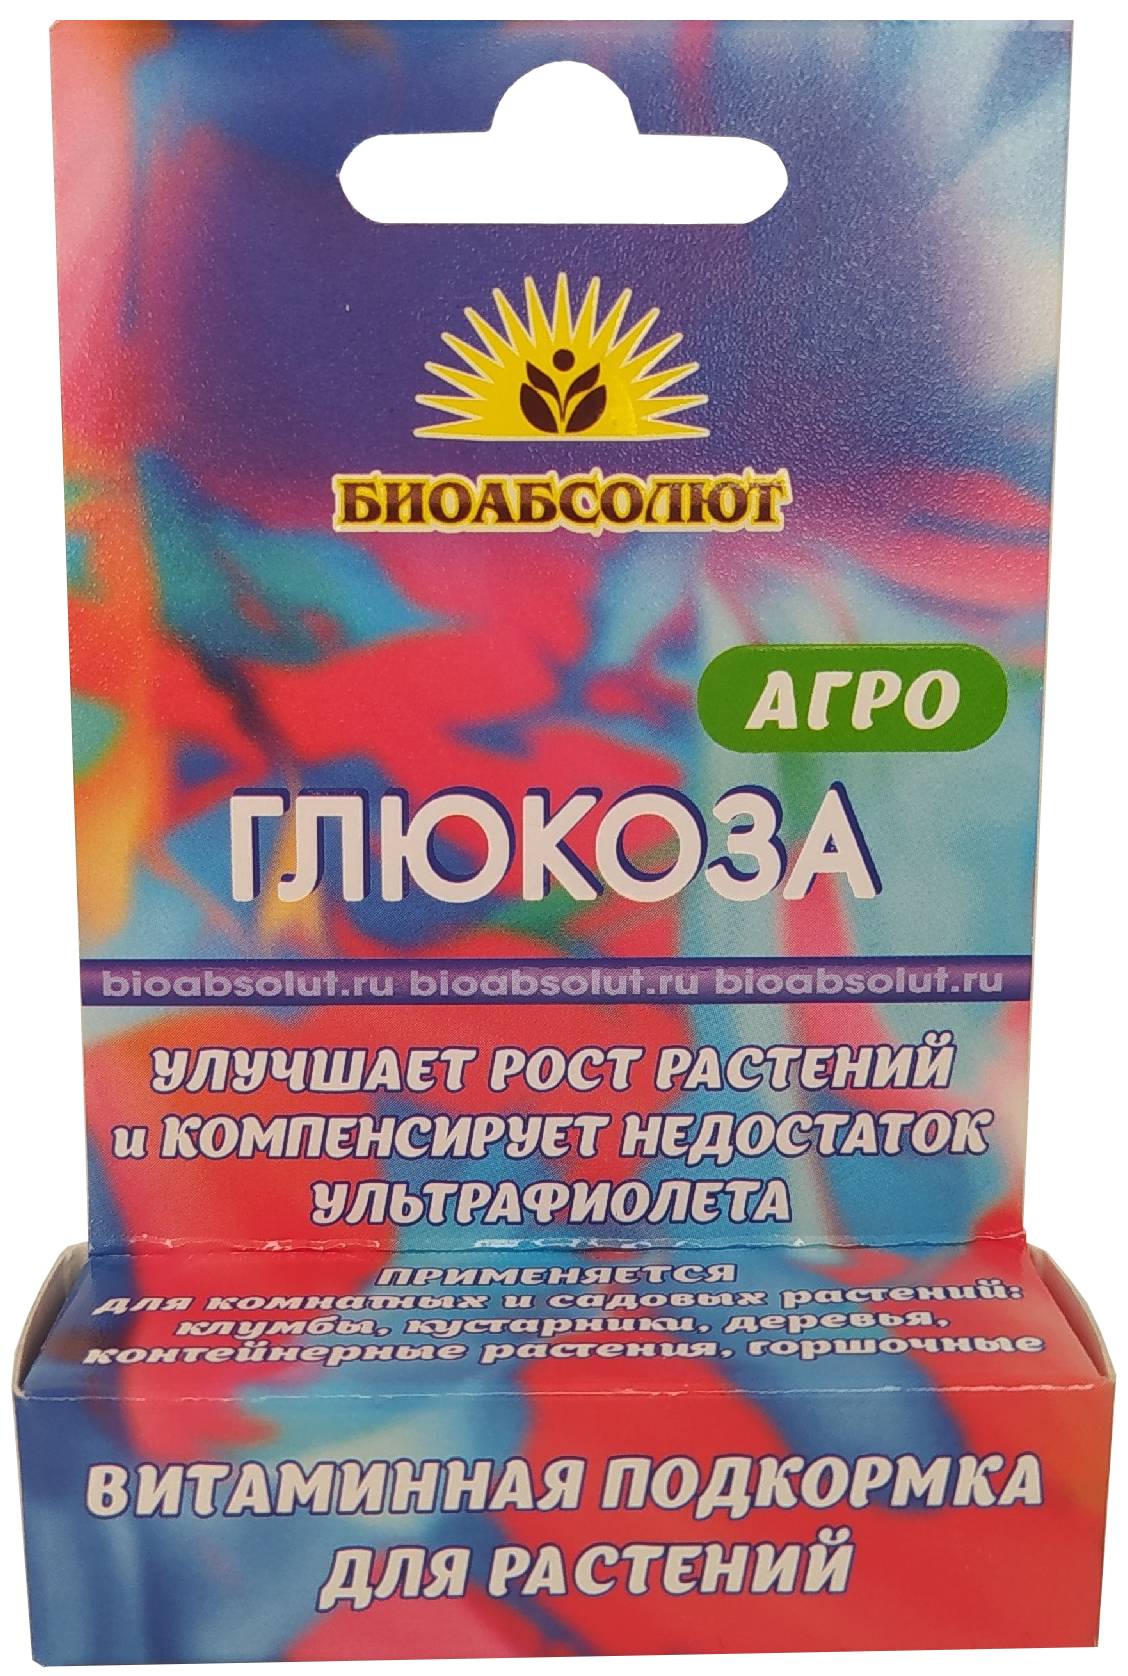 БИОАБСОЛЮТ
АГРО
ГЛЮКОЗА
bioabsolut.ru bioabsolut.ru bioabsolut.ru
УЛУЧШАЕТ РОСТ РАСТЕНИЙ
и КОМПЕНСИРУЕТ НЕДОСТАТОК
УЛЬТРАФИОЛЕТА
ПРИМЕНЯЕТСЯ
для комнатных и садовых растений:
клумбы, кустарники, деревья,
контейнерные растения, горшочные
ВИТАМИННАЯ ПОДКОРМКА
ДЛЯ РАСТЕНИЙ